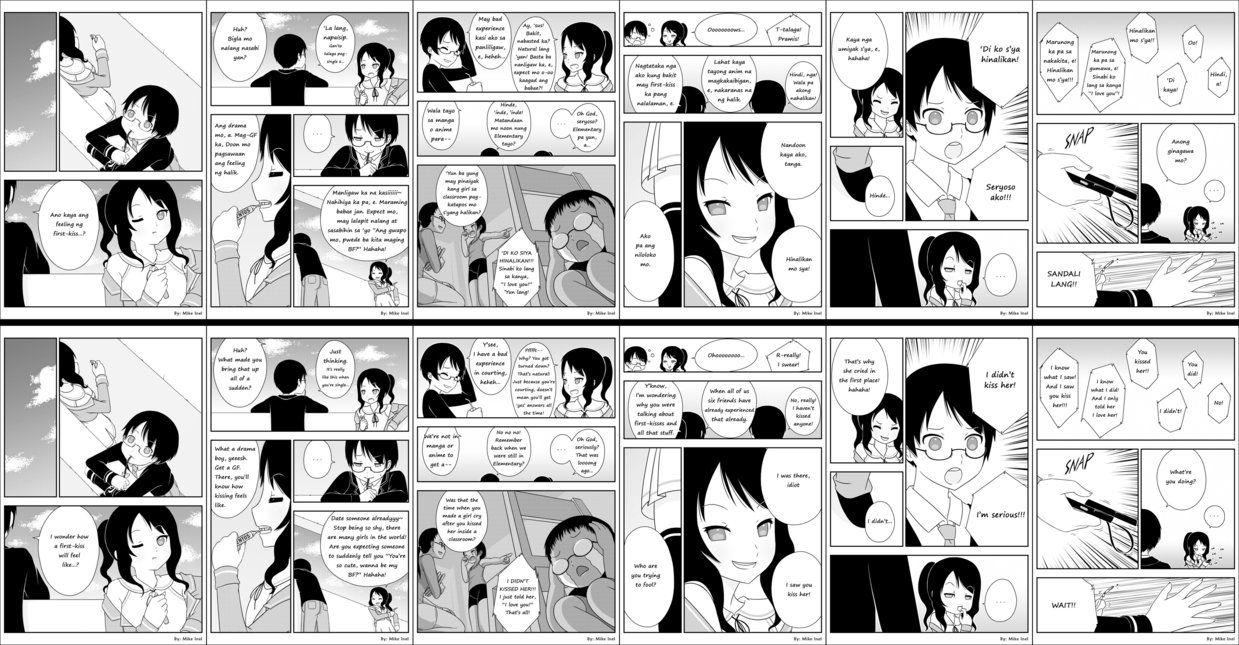 Ano kaya ang
feeling ng
first-kiss...?
By: Mike Inel
Huh?
Bigla mo
nalang nasabi
yan?
'La lang,
napaisip.
Ganto
talaga pag-
single e..
Ang drama
mo, a. Mag-GF
ka. Doon mo
pagsawaan
ang feeling
ng halik.
...
Manligaw ka na kasiiiiii~
Nahihiya ka pa, e. Maraming
babae jan. Expect mo,
may lalapit nalang at
sasabihin sa 'yo "Ang guwapo
mo, pwede ba kita maging
BF?" Hahaha!
By: Mike Inel
May bad
experience
kasi ako sa
panliligaw,
e, heheh...
Ay, 'sus!
Bakit,
nabasted ka?
Natural lang
'yan! Basta ba
nanligaw ka, e,
expect mo o-oo
kaagad ang
babae?!
Wala tayo
sa manga
o anime
para--
Hinde,
'inde, 'inde!
Matandaan
mo noon nung
Elementary
tayo?
...
Oh God,
seryoso?
Elementary
pa yun,
a...
'Yun ba yung
may pinaiyak
kang girl sa
classroom pag-
katapos mo
s'yang halikan?
'DI KO SIYA
HINALIKAN!!!
Sinabi ko lang
sa kanya,
"I love you!"
'Yun lang!
By: Mike Inel
Ooooooooows...
T-talaga!
Pramis!
Nagtataka nga
ako kung bakit
may first-kiss
ka pang
nalalaman, e.
Lahat kaya
tayong anim na
magkakaibigan,
e, nakaranas na
ng halik.
Hindi, nga!
Wala pa
akong
nahahalikan!
Nandoon
kaya ako,
tanga.
Ako
pa ang
niloloko
mo.
Hinalikan
mo sya!
By: Mike Inel
Kaya nga
umiyak s'ya, e,
hahaha!
'Di ko s'ya
hinalikan!
Hinde...
Seryoso
ako!!!
...
By: Mike Inel
Marunong
ka pa sa
nakakita, e!
Hinalikan
mo s'ya!!!
Marunong
ka pa sa
gumawa, e!
Sinabi ko
lang sa kanya
"I love you"!
Hinalikan
mo s'ya!!
'Di
kaya!
Oo!
Hindi,
a!
SNAP
Anong
ginagawa
mo?
...
SANDALI
LANG!!
By: Mike Inel
I wonder how
a first-kiss
will feel
like...?
By: Mike Inel
Huh?
What made you
bring that up
all of a
sudden?
Just
thinking.
It's really
like this when
you're single...
What a drama
boy, yeesh.
Get a GF.
There, you'll
know how
kissing feels
like.
...
Date someone alreadyyy~
Stop being so shy, there
are many girls in the world!
Are you expecting someone
to suddenly tell you "You're
so cute, wanna be my
BF?" Hahaha!
By: Mike Inel
Y'see,
I have a bad
experience
in courting,
heheh...
Why? You got
turned down?
That's natural!
Just because you're
courting, doesn't
mean you'll get
'yes' answers all
the time!
We're not in
manga or
anime to
get a--
No no no!
Remember
back when we
were still in
Elementary?
...
Oh God,
seriously?
That was
loooong
ago...
Was that the
time when you
made a girl cry
after you kissed
her inside a
classroom?
I DIDN'T
KISSED HER!!!
I just told her,
"I love you!"
That's all!
By: Mike Inel
Ohoooooooo...
R-really!
I swear!
Y'know,
I'm wondering
why you were
talking about
first-kisses and
all that stuff.
When all of us
six friends have
already experienced
that already.
No, really!
I haven't
kissed
anyone!
I was there,
idiot
Who are
you trying
to fool?
I saw you
kiss her!
By: Mike Inel
That's why
she cried in
the first place!
hahaha!
I didn't
kiss her!
I didn't...
I'm serious!!!
...
By: Mike Inel
I know
what I saw!
And I saw
you kiss
her!!!
I know
what I did!
And I only
told her
I love her!
You
kissed
her!!
I didn't!
You
did!
No!
SNAP
What're
you doing?
...
WAIT!!
By: Mike Inel